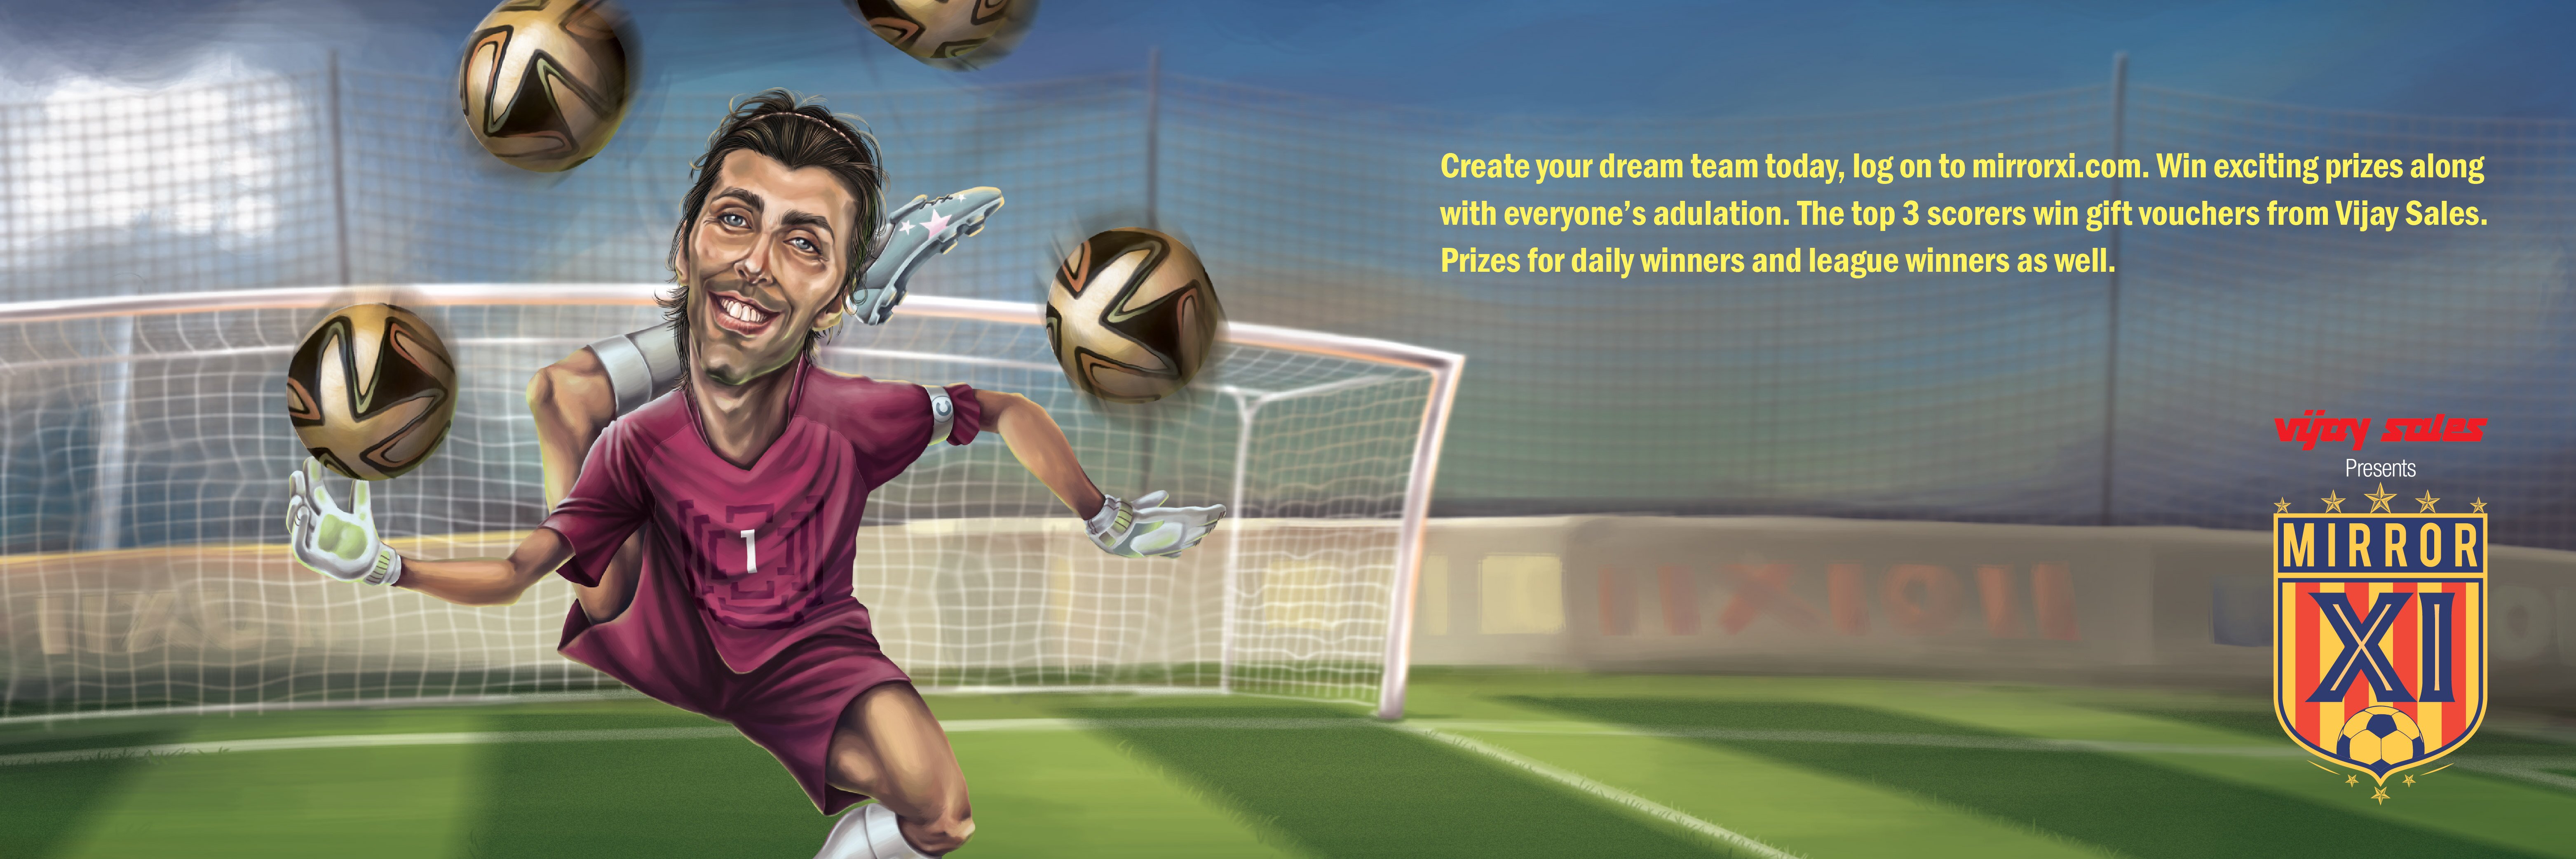 Create your dream team today, log on to mirrorxi.com. Win exciting prizes along
with everyone's adulation. The top 3 scorers win gift vouchers from Vijay Sales.
Prizes for daily winners and league winners as well.
C
1
vijay sales
Presents
MIRROR
XI